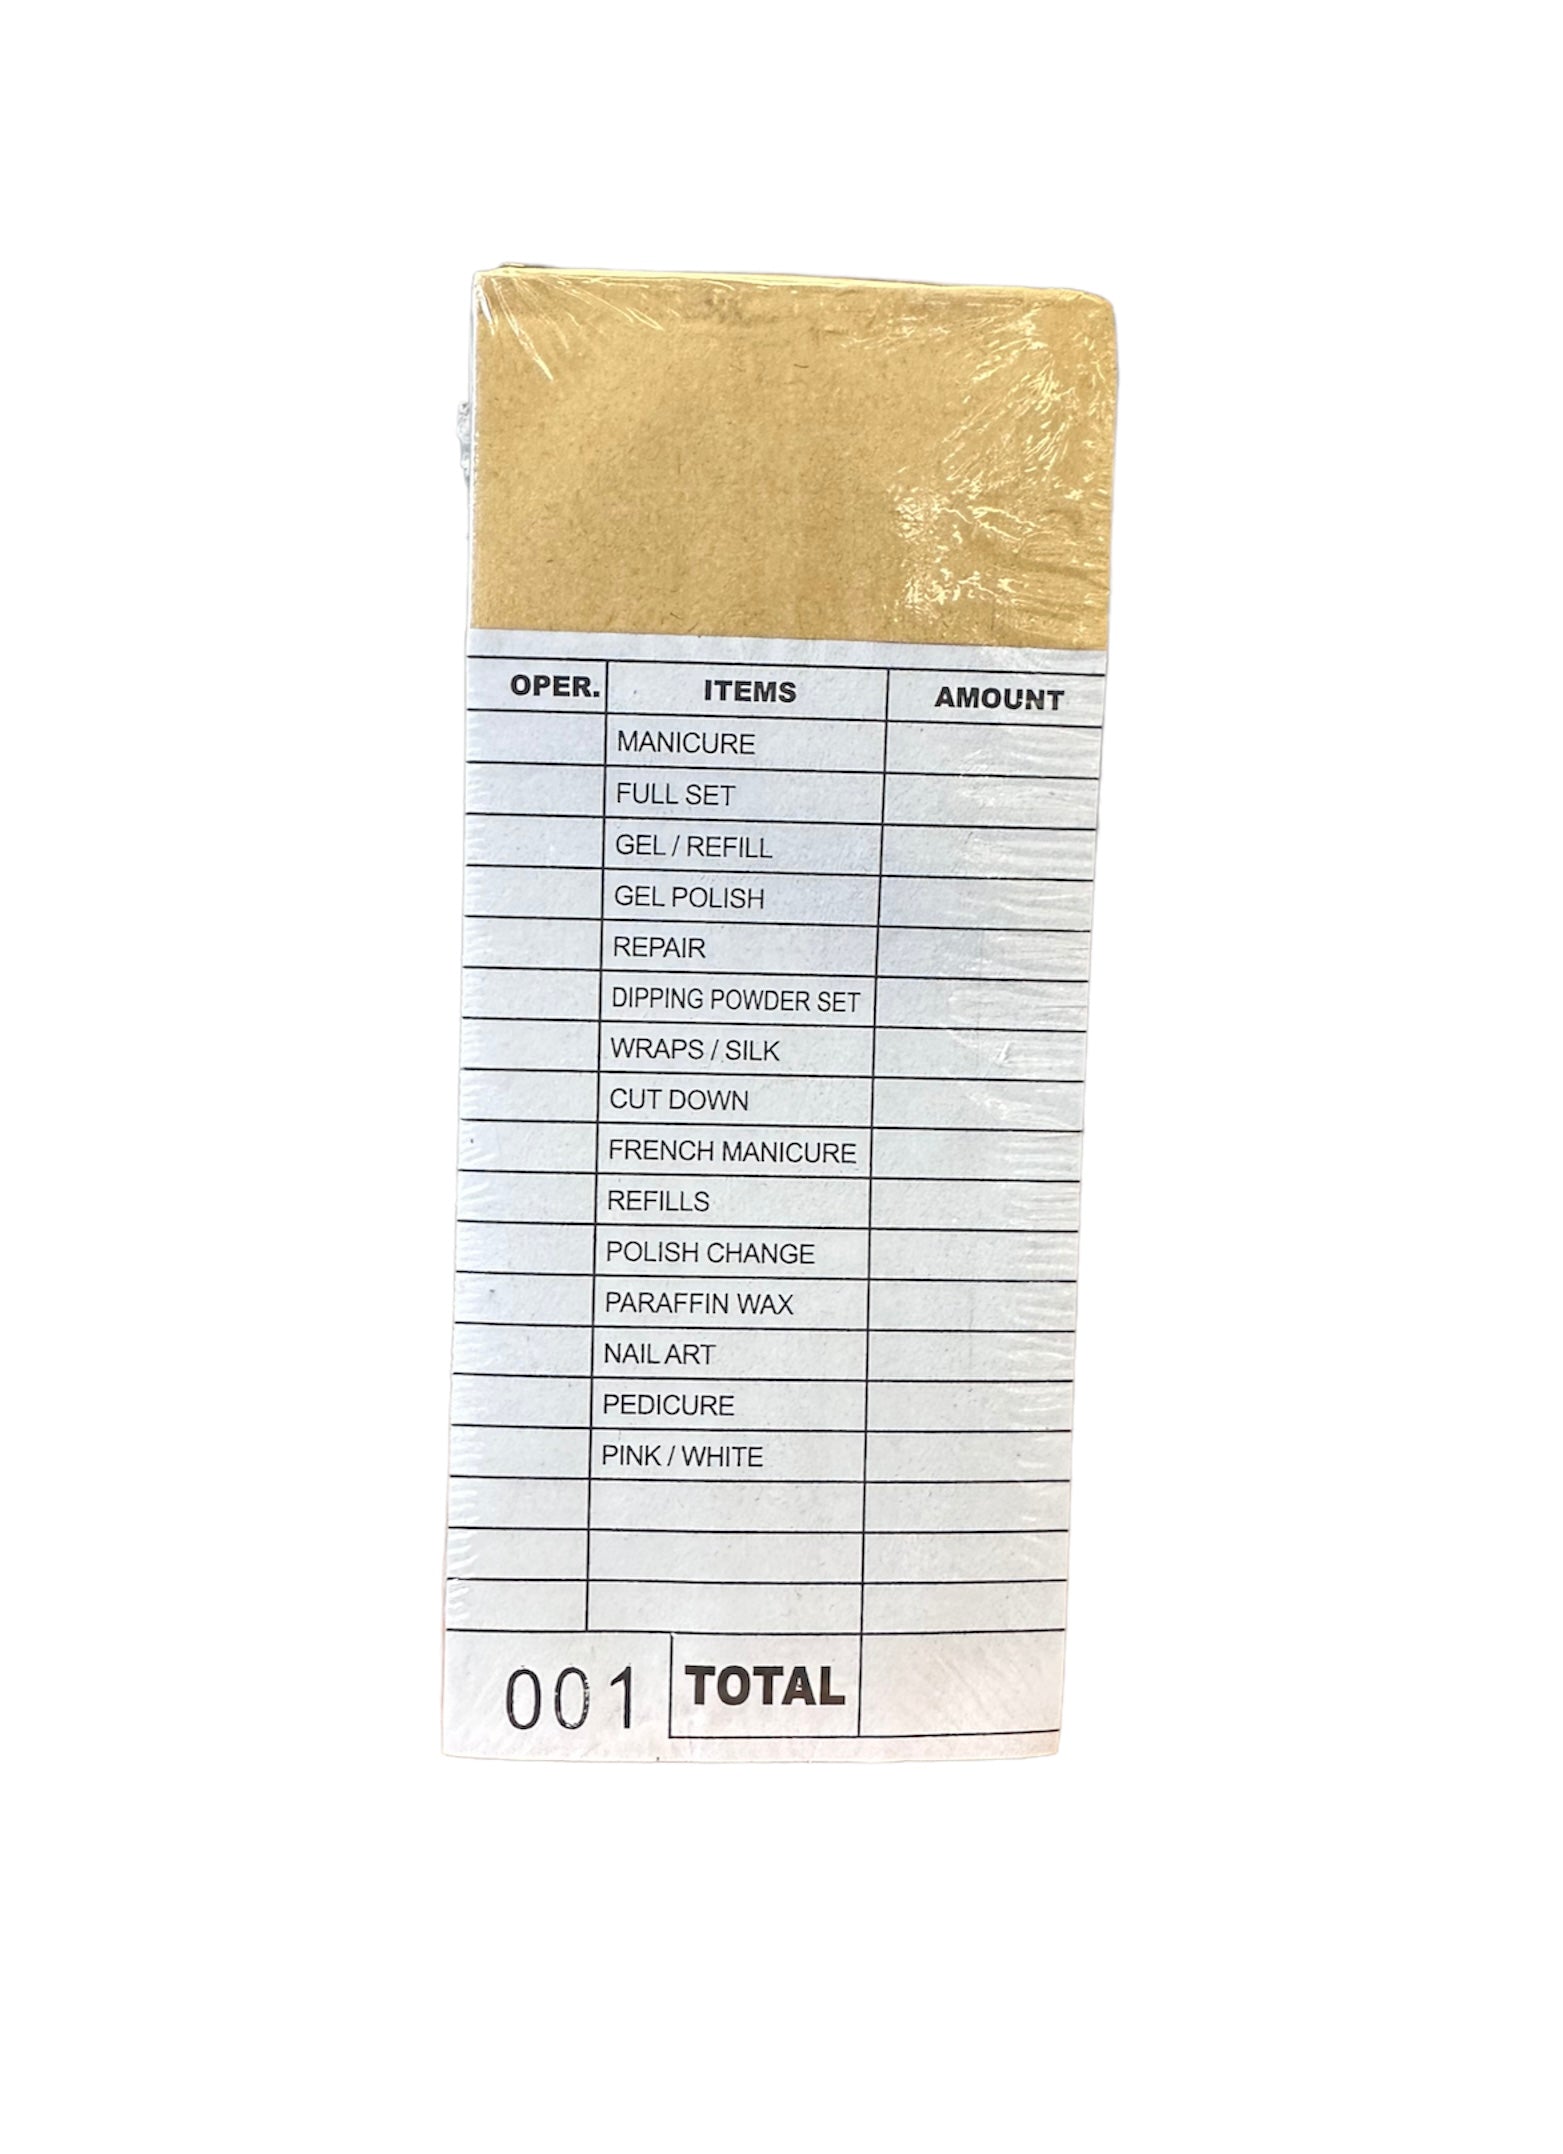 OPER. ITEMS AMOUNT
MANICURE
FULL SET
GEL / REFILL
GEL POLISH
REPAIR
DIPPING POWDER SET
WRAPS / SILK
CUT DOWN
FRENCH MANICURE
REFILLS
POLISH CHANGE
PARAFFIN WAX
NAIL ART
PEDICURE
PINK / WHITE
001 TOTAL